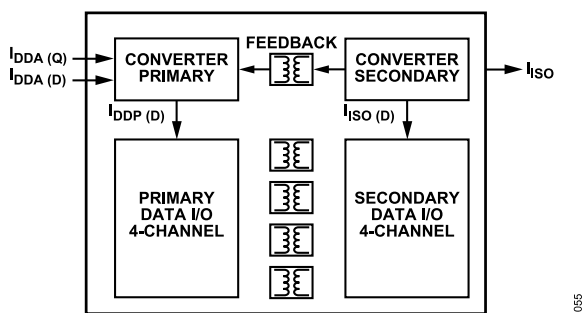 IDDA (Q)
IDDA (D)
CONVERTER
PRIMARY
FEEDBACK
CONVERTER
SECONDARY
IISO
IDDP (D)
IISO (D)
PRIMARY
DATA I/O
4-CHANNEL
SECONDARY
DATA I/O
4-CHANNEL
055